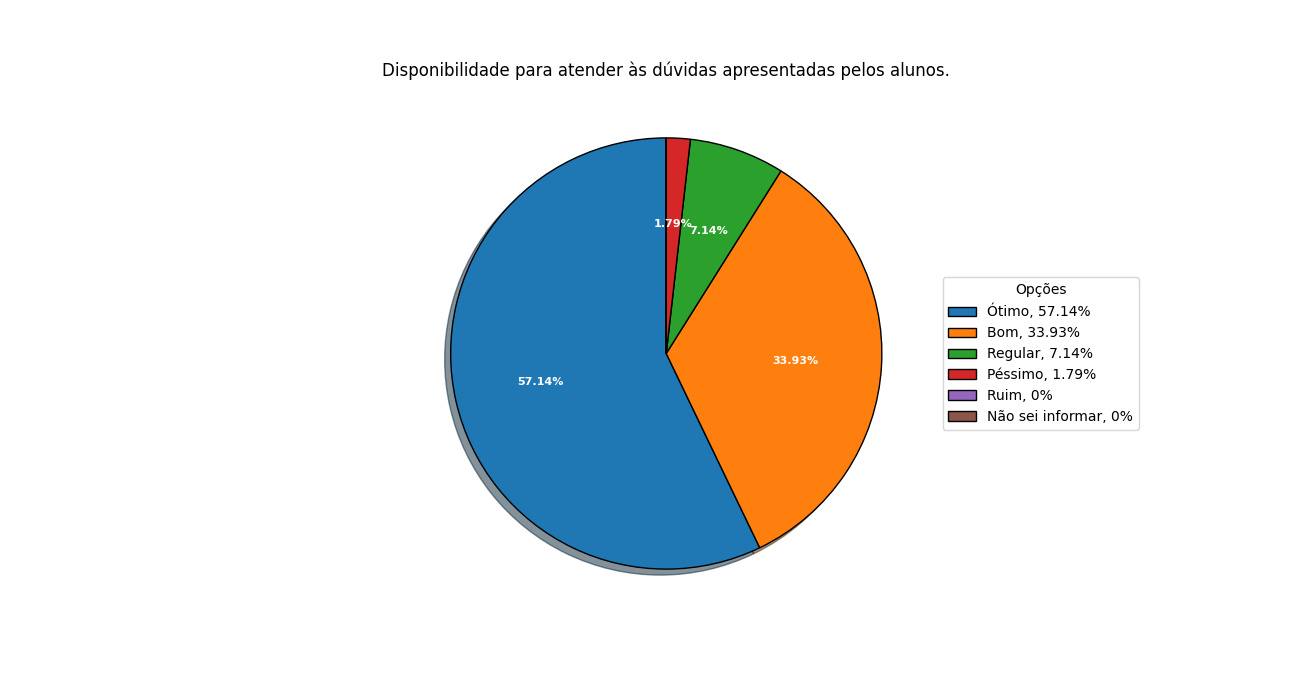 Disponibilidade para atender às dúvidas apresentadas pelos alunos.
1.79%
7.14%
33.93%
57.14%
Opções
Ótimo, 57.14%
Bom, 33.93%
Regular, 7.14%
Péssimo, 1.79%
Ruim, 0%
Não sei informar, 0%